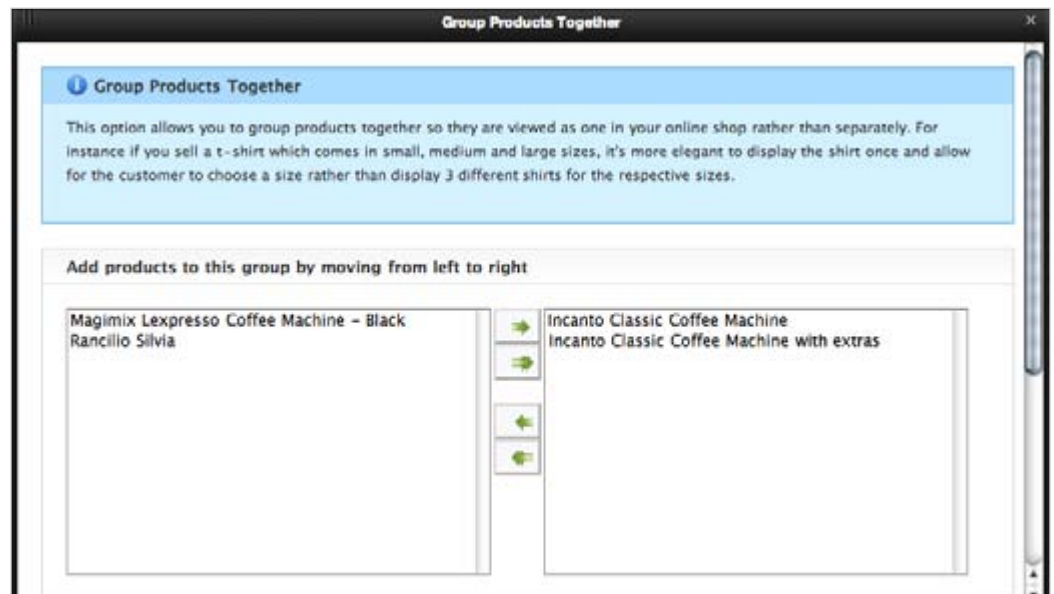 Group Products Together
Group Products Together
This option allows you to group products together so they are viewed as one in your online shop rather than separately. For
instance if you sell a t-shirt which comes in small, medium and large sizes, it's more elegant to display the shirt once and allow
for the customer to choose a size rather than display 3 different shirts for the respective sizes.
Add products to this group by moving from left to right
Magimix Lexpresso Coffee Machine – Black
Rancilio Silvia
Incanto Classic Coffee Machine
Incanto Classic Coffee Machine with extras